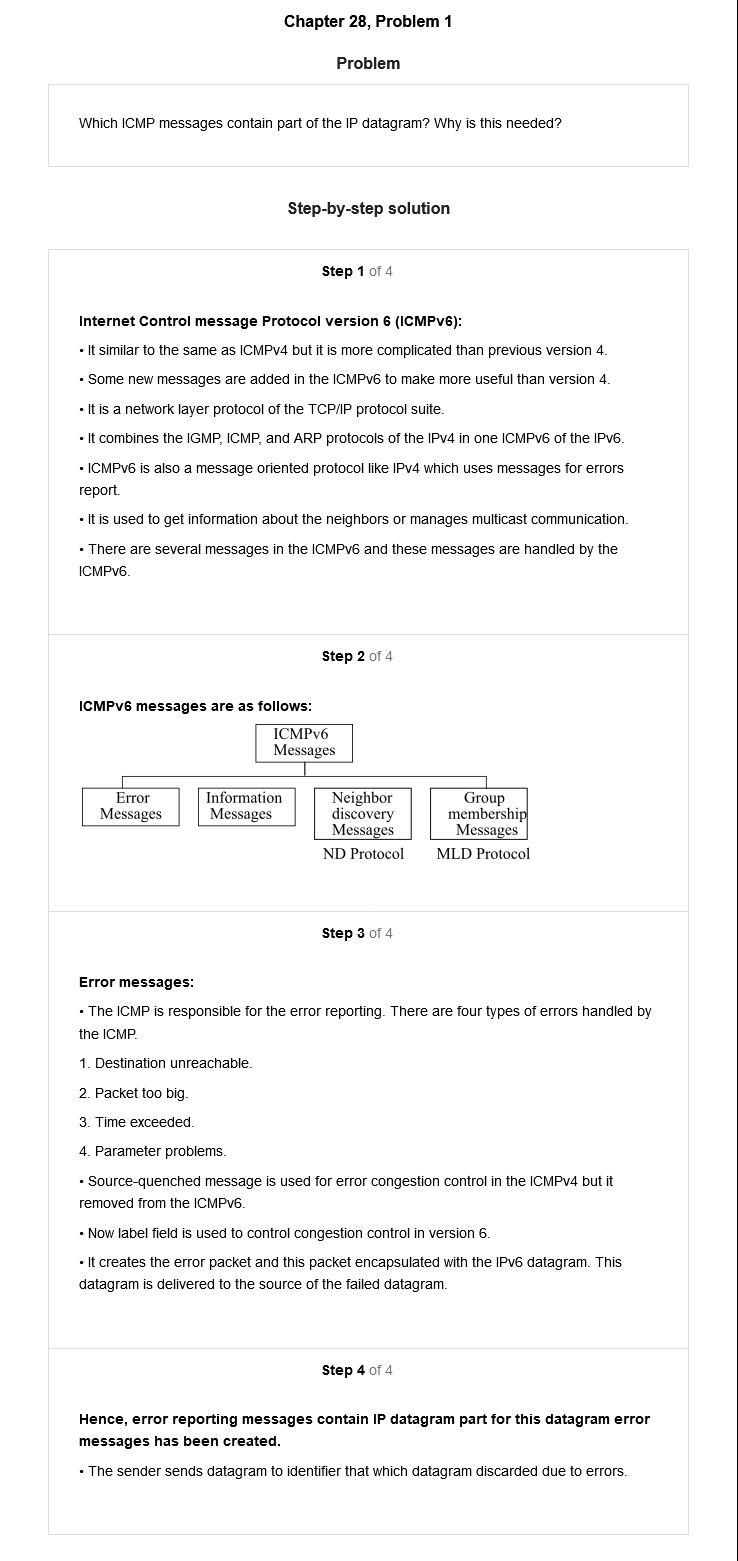 Chapter 28, Problem 1
Problem
Which ICMP messages contain part of the IP datagram? Why is this needed?
Step-by-step solution
Step 1 of 4
Internet Control message Protocol version 6 (ICMPv6):
• It similar to the same as ICMPv4 but it is more complicated than previous version 4.
• Some new messages are added in the ICMPv6 to make more useful than version 4.
• It is a network layer protocol of the TCP/IP protocol suite.
• It combines the IGMP, ICMP, and ARP protocols of the IPv4 in one ICMPv6 of the IPv6.
• ICMPv6 is also a message oriented protocol like IPv4 which uses messages for errors
report.
• It is used to get information about the neighbors or manages multicast communication.
• There are several messages in the ICMPv6 and these messages are handled by the
ICMPv6.
Step 2 of 4
ICMPv6 messages are as follows:
ICMPv6
Messages
Error
Messages
Information
Messages
Neighbor
discovery
Messages
Group
membership
Messages
ND Protocol
MLD Protocol
Step 3 of 4
Error messages:
• The ICMP is responsible for the error reporting. There are four types of errors handled by
the ICMP.
1. Destination unreachable.
2. Packet too big.
3. Time exceeded.
4. Parameter problems.
• Source-quenched message is used for error congestion control in the ICMPv4 but it
removed from the ICMPv6.
• Now label field is used to control congestion control in version 6.
• It creates the error packet and this packet encapsulated with the IPv6 datagram. This
datagram is delivered to the source of the failed datagram.
Step 4 of 4
Hence, error reporting messages contain IP datagram part for this datagram error
messages has been created.
• The sender sends datagram to identifier that which datagram discarded due to errors.